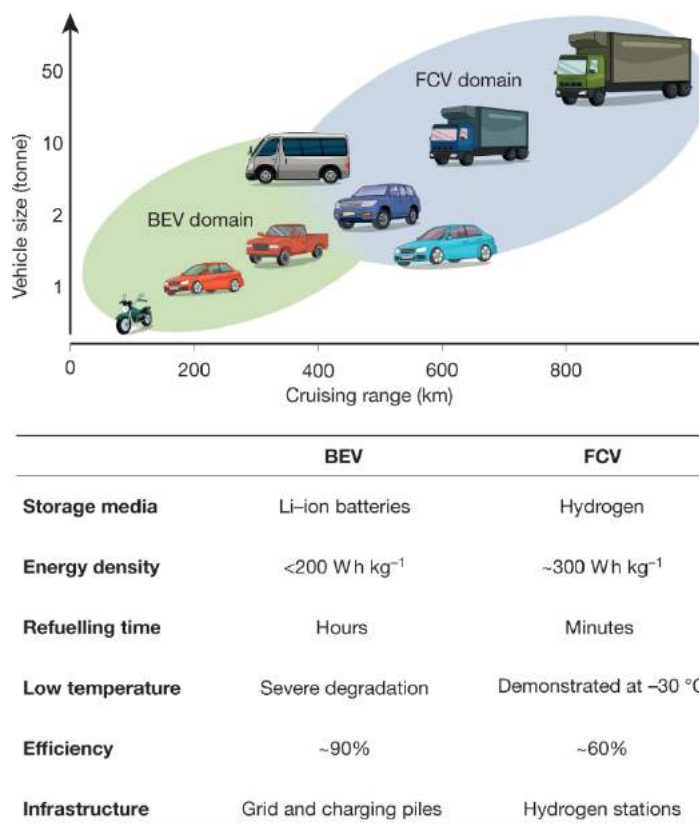 50
FCV domain
10
Vehicle size (tonne)
2
BEV domain
1
0 200 400 600 800
Cruising range (km)
BEV FCV
Storage media Li–ion batteries Hydrogen
Energy density <200 Wh kg⁻¹ ~300 Wh kg⁻¹
Refuelling time Hours Minutes
Low temperature Severe degradation Demonstrated at –30 °C
Efficiency ~90% ~60%
Infrastructure Grid and charging piles Hydrogen stations